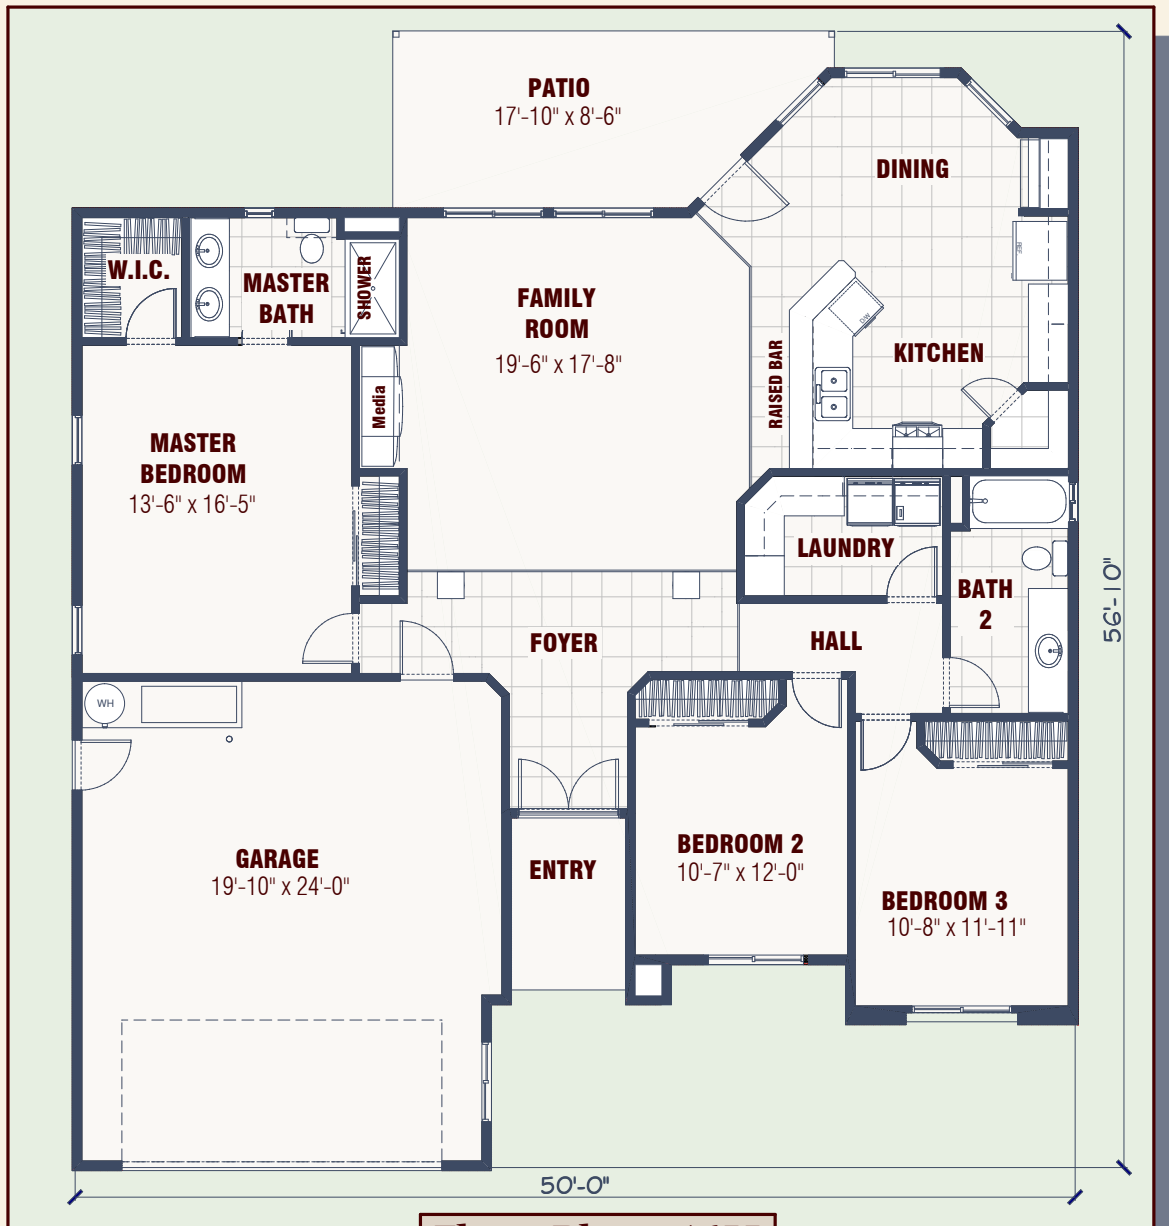 PATIO
17'-10" x 8'-6"
DINING
W.I.C.
MASTER
BATH
SHOWER
FAMILY
ROOM
19'-6" x 17'-8"
REF
D/W
KITCHEN
RAISED BAR
Media
MASTER
BEDROOM
13'-6" x 16'-5"
LAUNDRY
BATH
2
56'-10"
FOYER
HALL
WH
GARAGE
19'-10" x 24'-0"
ENTRY
BEDROOM 2
10'-7" x 12'-0"
BEDROOM 3
10'-8" x 11'-11"
50'-0"